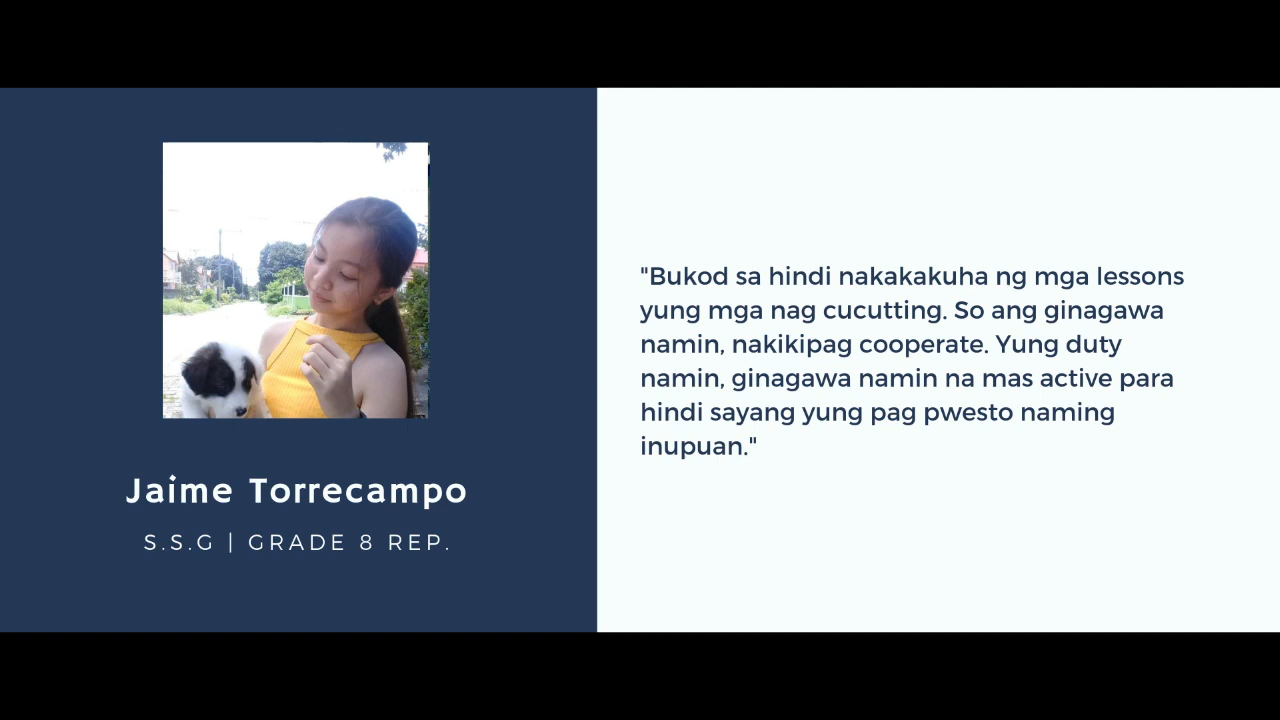 Jaime Torrecampo
S.S.G | GRADE 8 REP.
"Bukod sa hindi nakakakuha ng mga lessons
yung mga nag cucutting. So ang ginagawa
namin, nakikipag cooperate. Yung duty
namin, ginagawa namin na mas active para
hindi sayang yung pag pwesto naming
inupuan."